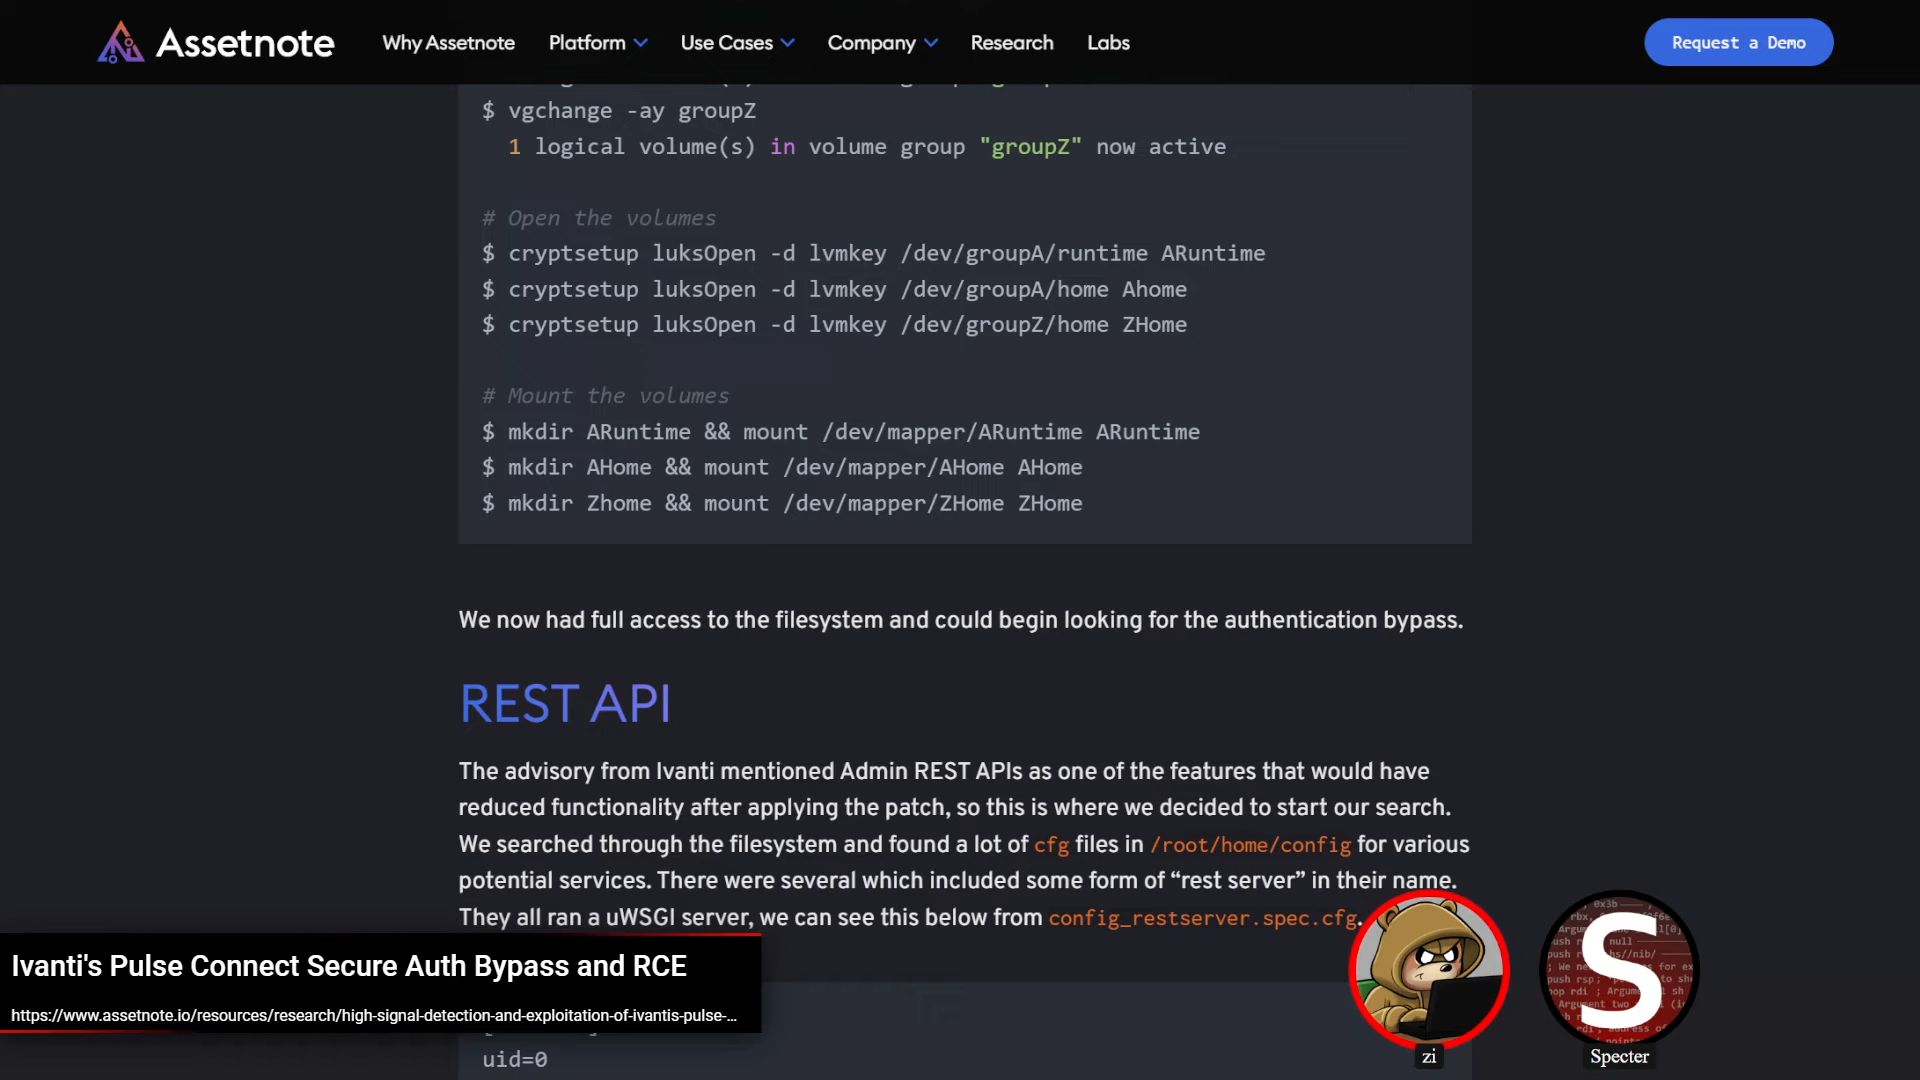 Assetnote
Why Assetnote
Platform
Use Cases
Company
Research
Labs
Request a Demo
$ vgchange -ay groupZ
1 logical volume(s) in volume group "groupZ" now active
# Open the volumes
$ cryptsetup luksOpen -d lvmkey /dev/groupA/runtime ARuntime
$ cryptsetup luksOpen -d lvmkey /dev/groupA/home Ahome
$ cryptsetup luksOpen -d lvmkey /dev/groupZ/home ZHome
# Mount the volumes
$ mkdir ARuntime && mount /dev/mapper/ARuntime ARuntime
$ mkdir AHome && mount /dev/mapper/AHome AHome
$ mkdir Zhome && mount /dev/mapper/ZHome ZHome
We now had full access to the filesystem and could begin looking for the authentication bypass.
REST API
The advisory from Ivanti mentioned Admin REST APIs as one of the features that would have
reduced functionality after applying the patch, so this is where we decided to start our search.
We searched through the filesystem and found a lot of cfg files in /root/home/config for various
potential services. There were several which included some form of “rest server” in their name.
They all ran a uWSGI server, we can see this below from config_restserver.spec.cfg.
Ivanti's Pulse Connect Secure Auth Bypass and RCE
https://www.assetnote.io/resources/research/high-signal-detection-and-exploitation-of-ivantis-pulse-...
uid=0
zi
S
Specter